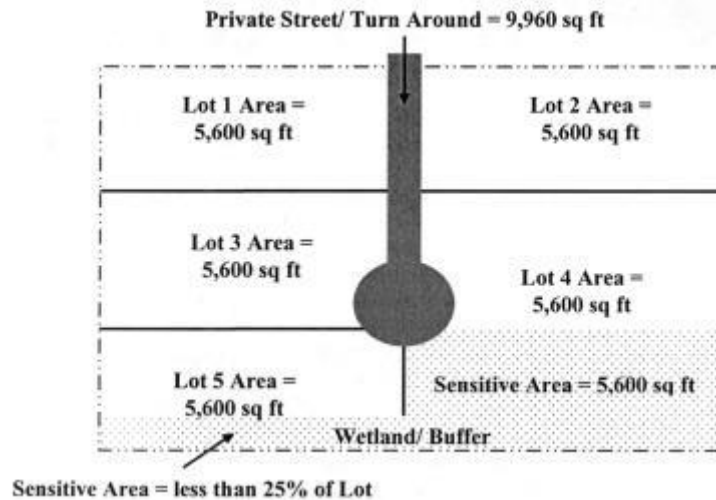 Private Street/ Turn Around = 9,960 sq ft
Lot 1 Area =
5,600 sq ft
Lot 2 Area =
5,600 sq ft
Lot 3 Area =
5,600 sq ft
Lot 4 Area =
5,600 sq ft
Lot 5 Area =
5,600 sq ft
Sensitive Area = 5,600 sq ft
Wetland/ Buffer
Sensitive Area = less than 25% of Lot